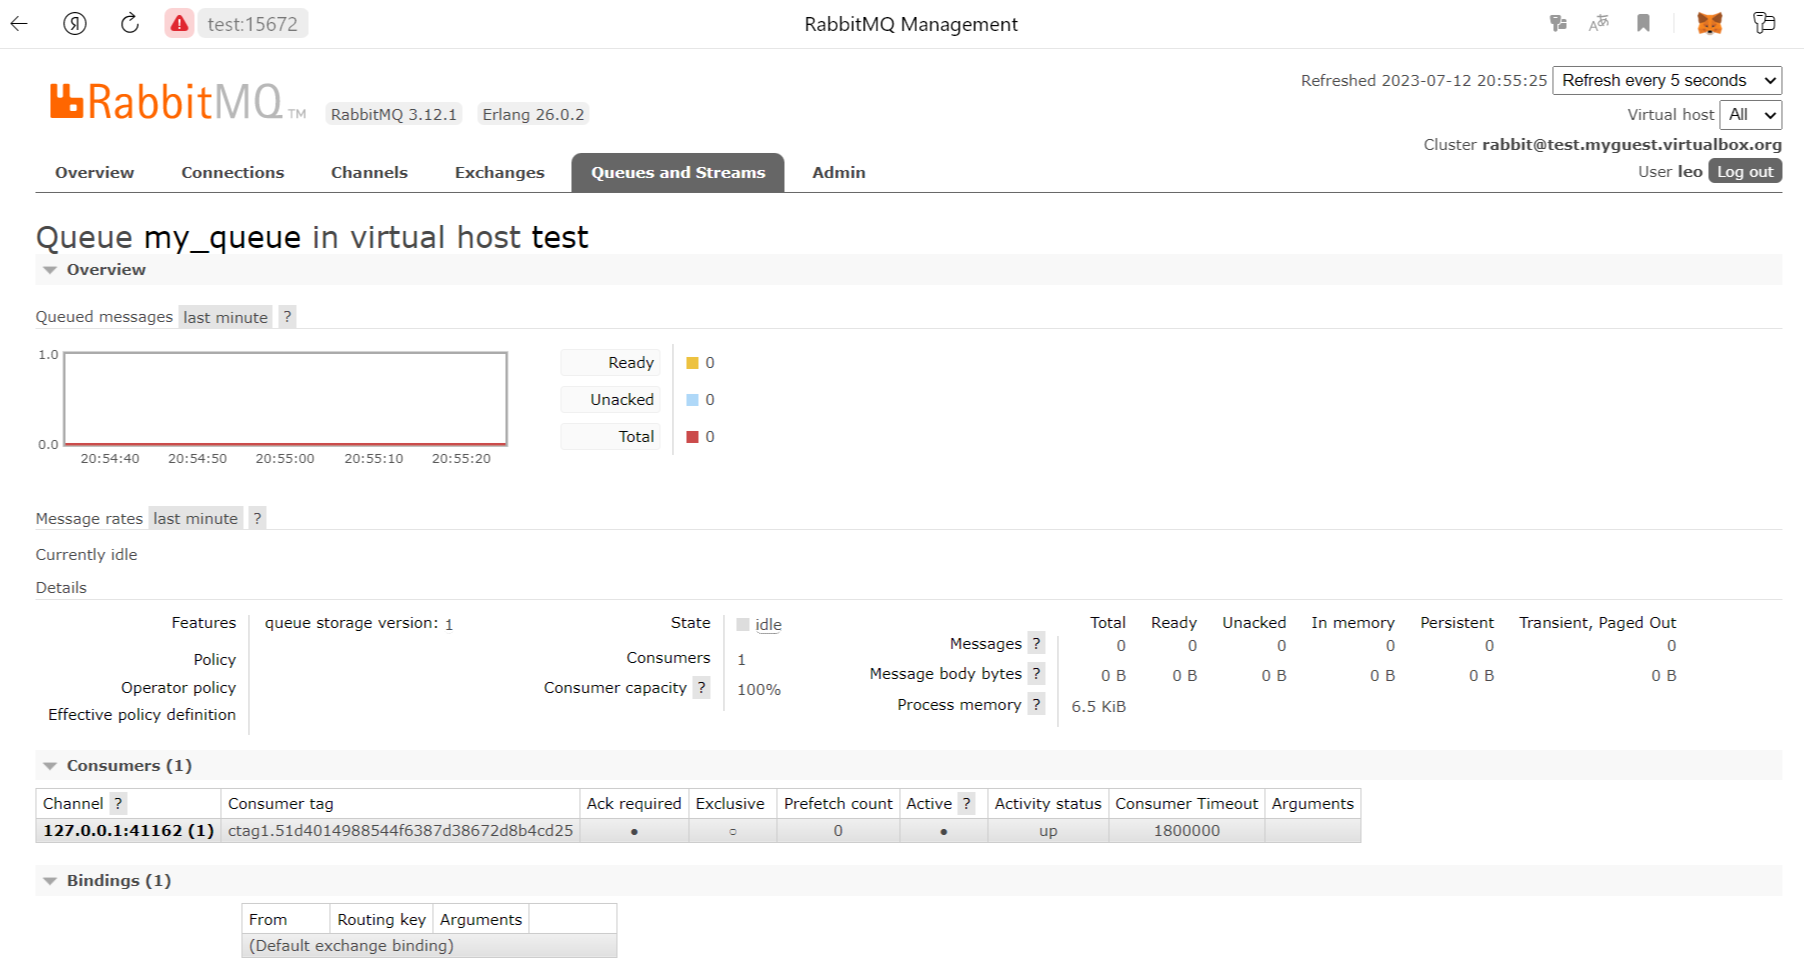 test:15672
RabbitMQ Management
RabbitMQ TM
RabbitMQ 3.12.1
Erlang 26.0.2
Refreshed 2023-07-12 20:55:25 Refresh every 5 seconds
Virtual host All
Cluster rabbit@test.myguest.virtualbox.org
User leo Log out
Overview Connections Channels Exchanges Queues and Streams Admin
Queue my_queue in virtual host test
Overview
Queued messages last minute ?
1.0
0.0
20:54:40 20:54:50 20:55:00 20:55:10 20:55:20
Ready 0
Unacked 0
Total 0
Message rates last minute ?
Currently idle
Details
Features queue storage version: 1
Policy
Operator policy
Effective policy definition
State idle
Consumers 1
Consumer capacity ? 100%
Total Ready Unacked In memory Persistent Transient, Paged Out
Messages ? 0 0 0 0 0 0
Message body bytes ? 0 B 0 B 0 B 0 B 0 B 0 B
Process memory ? 6.5 KiB
Consumers (1)
Channel ? Consumer tag Ack required Exclusive Prefetch count Active ? Activity status Consumer Timeout Arguments
127.0.0.1:41162 (1) ctag1.51d4014988544f6387d38672d8b4cd25 ● ○ 0 ● up 1800000
Bindings (1)
From Routing key Arguments
(Default exchange binding)